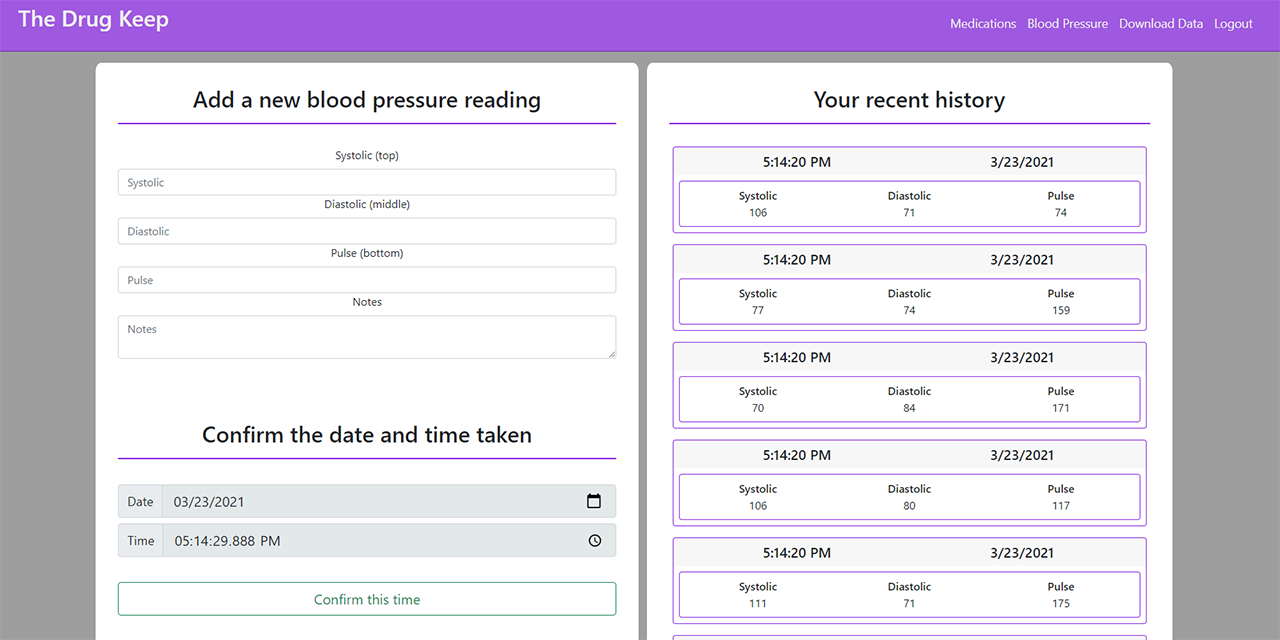 The Drug Keep
Medications Blood Pressure Download Data Logout
Add a new blood pressure reading
Systolic (top)
Systolic
Diastolic (middle)
Diastolic
Pulse (bottom)
Pulse
Notes
Notes
Confirm the date and time taken
Date 03/23/2021
Time 05:14:29.888 PM
Confirm this time
Your recent history
5:14:20 PM 3/23/2021
Systolic Diastolic Pulse
106 71 74
5:14:20 PM 3/23/2021
Systolic Diastolic Pulse
77 74 159
5:14:20 PM 3/23/2021
Systolic Diastolic Pulse
70 84 171
5:14:20 PM 3/23/2021
Systolic Diastolic Pulse
106 80 117
5:14:20 PM 3/23/2021
Systolic Diastolic Pulse
111 71 175